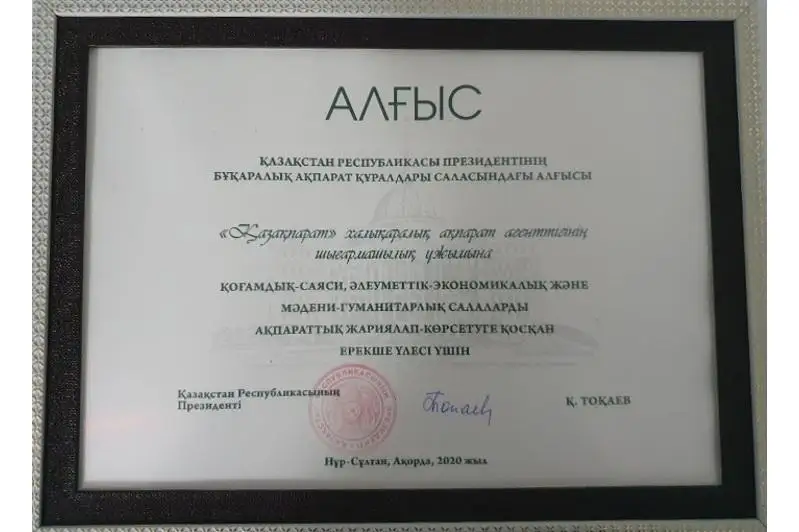 АЛҒЫС
ҚАЗАҚСТАН РЕСПУБЛИКАСЫ ПРЕЗИДЕНТІНІҢ
БҰҚАРАЛЫҚ АҚПАРАТ ҚҰРАЛДАРЫ САЛАСЫНДАҒЫ АЛҒЫСЫ
«Қазақпарат» халықаралық ақпарат агенттігінің
шығармашылық ұжымына
ҚОҒАМДЫҚ-САЯСИ, ӘЛЕУМЕТТІК-ЭКОНОМИКАЛЫҚ ЖӘНЕ
МӘДЕНИ-ГУМАНИТАРЛЫҚ САЛАЛАРДЫ
АҚПАРАТТЫҚ ЖАРИЯЛАП-КӨРСЕТУГЕ ҚОСҚАН
ЕРЕКШЕ ҮЛЕСІ ҮШІН
Қазақстан Республикасының
Президенті
Тоқаев
Қ. ТОҚАЕВ
Нұр-Сұлтан, Ақорда, 2020 жыл